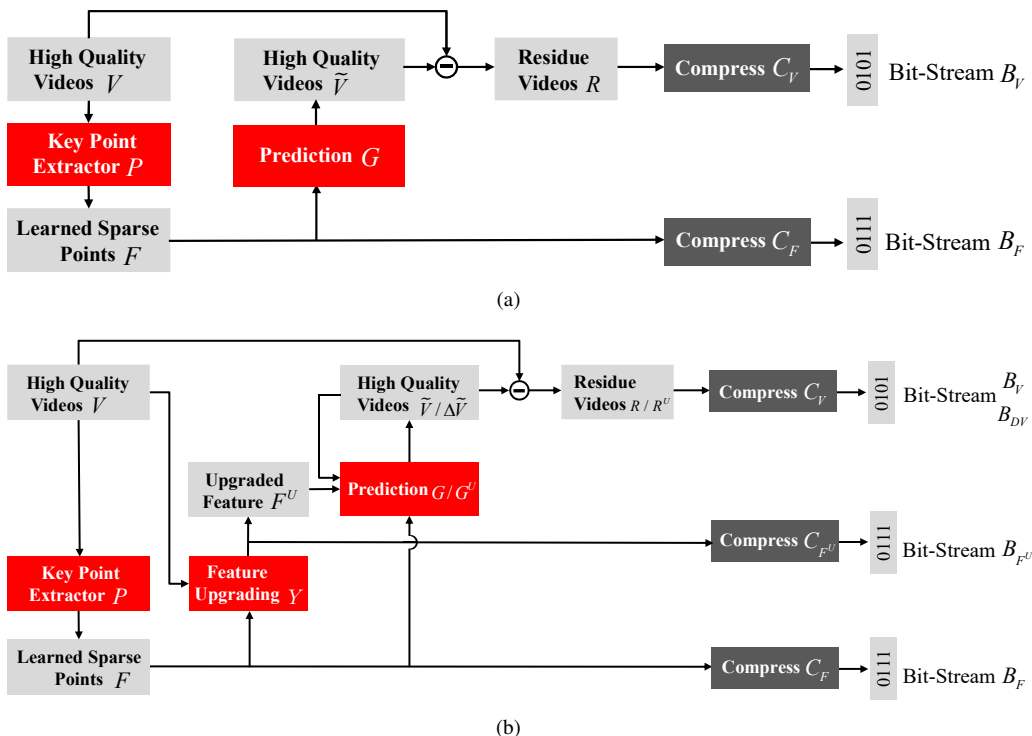 High Quality
Videos V
High Quality
Videos Ṽ
Residue
Videos R
Compress C_V
0101
Bit-Stream B_V
Key Point
Extractor P
Prediction G
Learned Sparse
Points F
Compress C_F
0111
Bit-Stream B_F
(a)
High Quality
Videos V
High Quality
Videos Ṽ / ΔṼ
Residue
Videos R / R^U
Compress C_V
0101
Bit-Stream B_V
B_DV
Upgraded
Feature F^U
Prediction G / G^U
Compress C_{F^U}
0111
Bit-Stream B_{F^U}
Key Point
Extractor P
Feature
Upgrading Y
Learned Sparse
Points F
Compress C_F
0111
Bit-Stream B_F
(b)